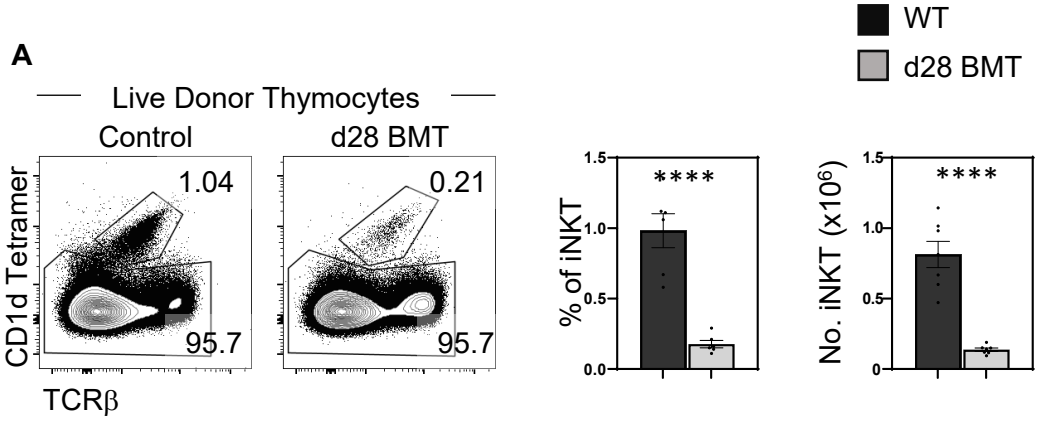 WT
d28 BMT
A
Live Donor Thymocytes
Control
d28 BMT
CD1d Tetramer
1.04
95.7
0.21
95.7
TCRβ
% of iNKT
1.5
1.0
0.5
0.0
****
No. iNKT (x10⁶)
1.5
1.0
0.5
0
****